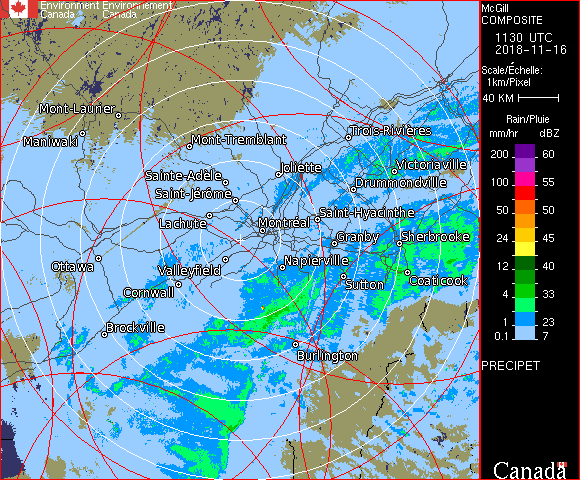 Environment Environnement
Canada Canada
McGill
COMPOSITE
1130 UTC
2018-11-16
Scale/Échelle:
1km/Pixel
40 KM
Rain/Pluie
mm/hr dBZ
200 60
100 55
50 50
24 45
12 40
4 33
1 23
0.1 7
PRECIPET
Canada
Mont-Laurier
Maniwaki
Mont-Tremblant
Trois-Rivières
Sainte-Adèle
Joliette
Victoriaville
Saint-Jérôme
Drummondville
Lachute
Montréal
Saint-Hyacinthe
Granby
Sherbrooke
Ottawa
Valleyfield
Napierville
Cornwall
Sutton
Coaticook
Brockville
Burlington